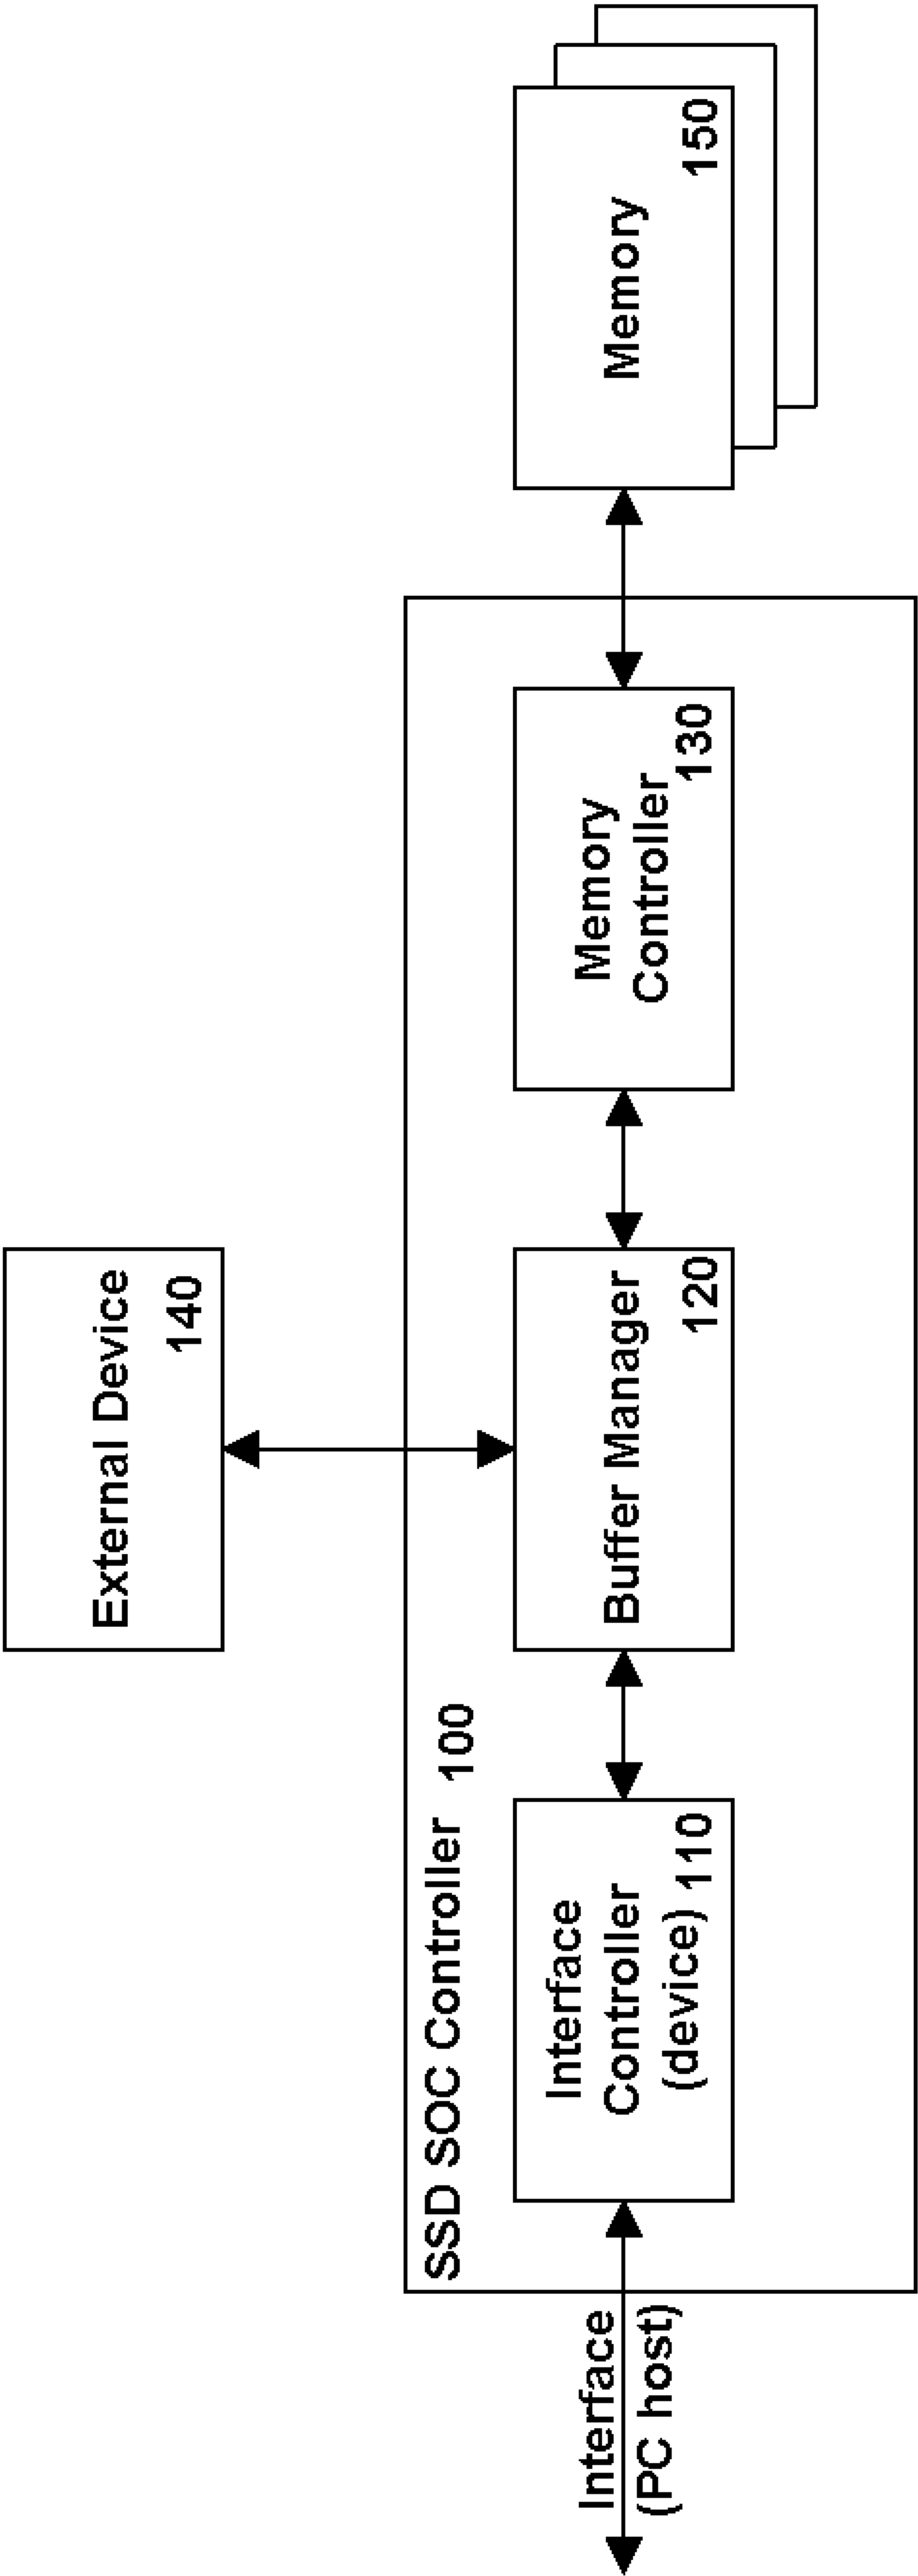 External Device
140
SSD SOC Controller 100
Interface
(PC host)
Interface
Controller
(device) 110
Buffer Manager
120
Memory
Controller
130
Memory
150